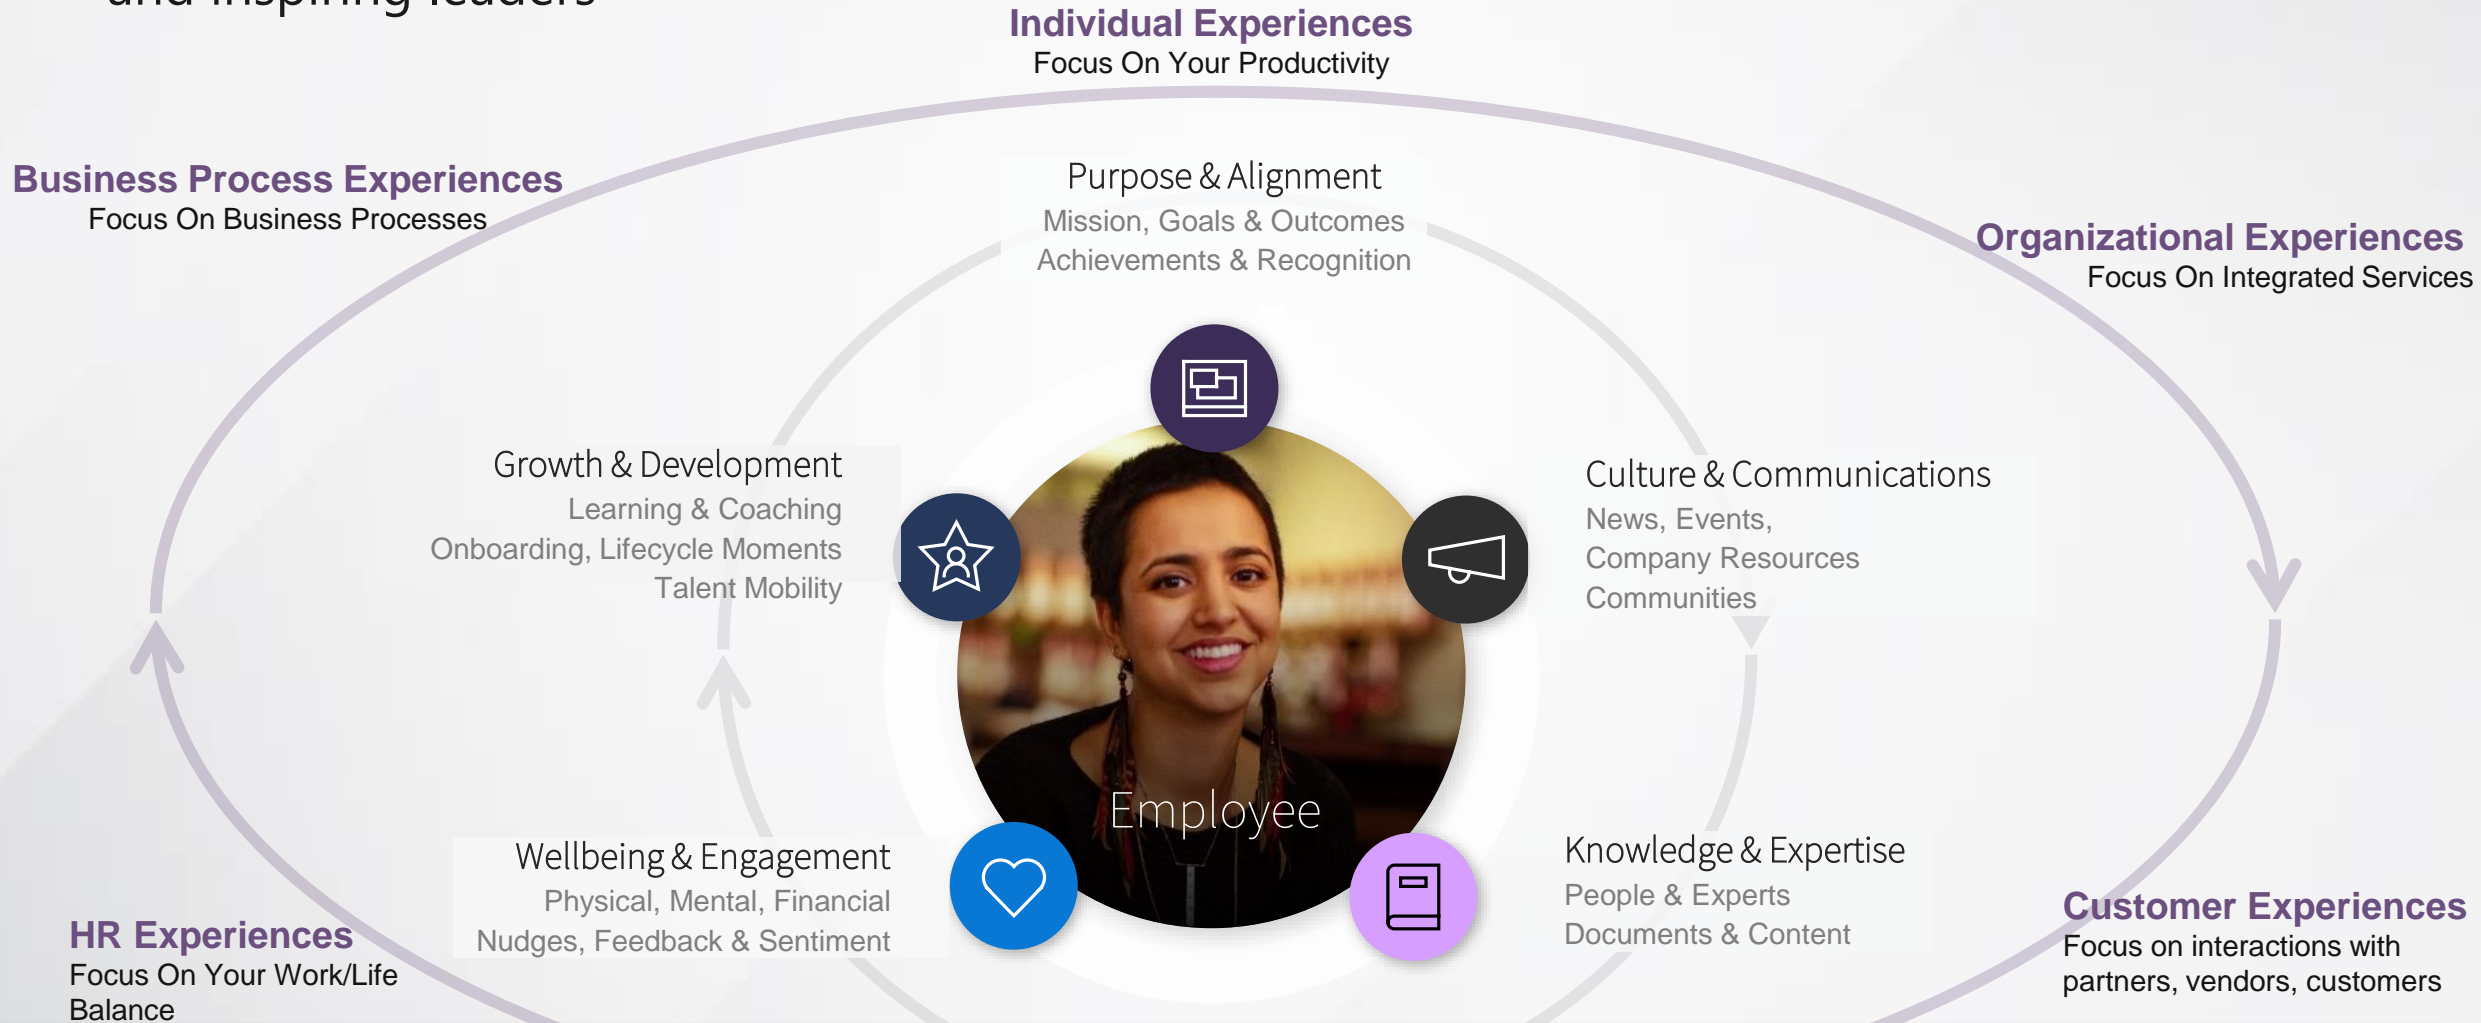 and inspiring leaders
Individual Experiences
Focus On Your Productivity
Business Process Experiences
Focus On Business Processes
Purpose & Alignment
Mission, Goals & Outcomes
Achievements & Recognition
Organizational Experiences
Focus On Integrated Services
Growth & Development
Learning & Coaching
Onboarding, Lifecycle Moments
Talent Mobility
Culture & Communications
News, Events,
Company Resources
Communities
Employee
Wellbeing & Engagement
Physical, Mental, Financial
Nudges, Feedback & Sentiment
Knowledge & Expertise
People & Experts
Documents & Content
HR Experiences
Focus On Your Work/Life
Balance
Customer Experiences
Focus on interactions with
partners, vendors, customers